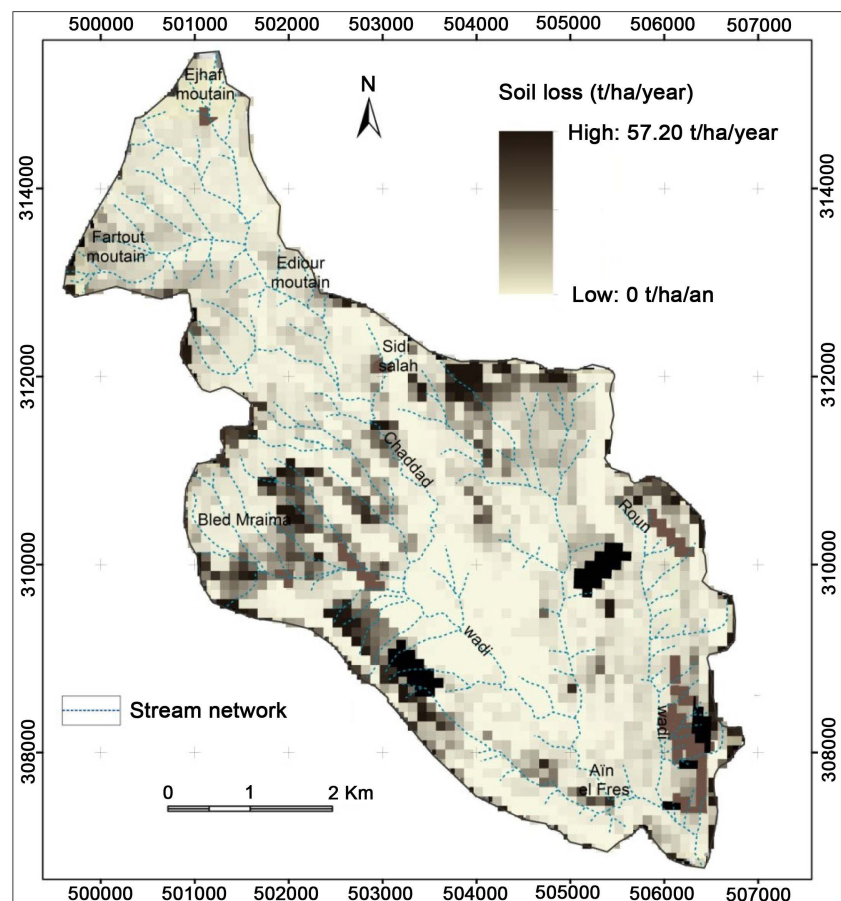 500000 501000 502000 503000 504000 505000 506000 507000
N
Soil loss (t/ha/year)
High: 57.20 t/ha/year
Low: 0 t/ha/an
314000
314000
312000
312000
310000
310000
308000
308000
Ejhaf
moutain
Fartout
moutain
Ediour
moutain
Sidi
salah
Chaddad
Bled Mraima
Roun
wadi
wadi
Aïn
el Fres
Stream network
0 1 2 Km
500000 501000 502000 503000 504000 505000 506000 507000